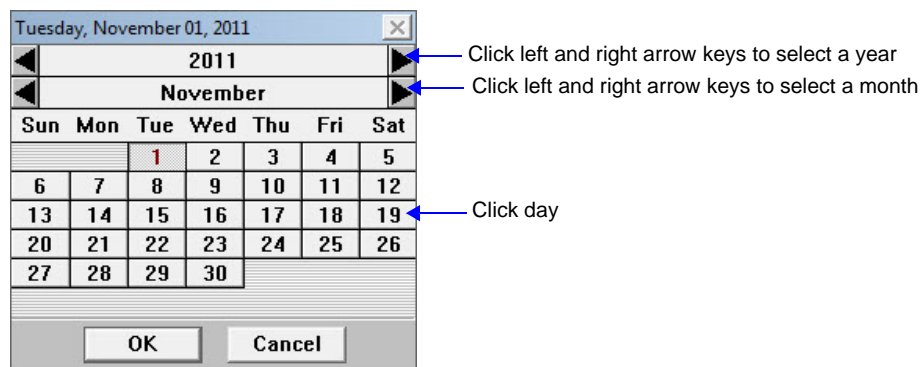 Tuesday, November 01, 2011
2011
Click left and right arrow keys to select a year
November
Click left and right arrow keys to select a month
Sun Mon Tue Wed Thu Fri Sat
1 2 3 4 5
6 7 8 9 10 11 12
13 14 15 16 17 18 19
Click day
20 21 22 23 24 25 26
27 28 29 30
OK Cancel